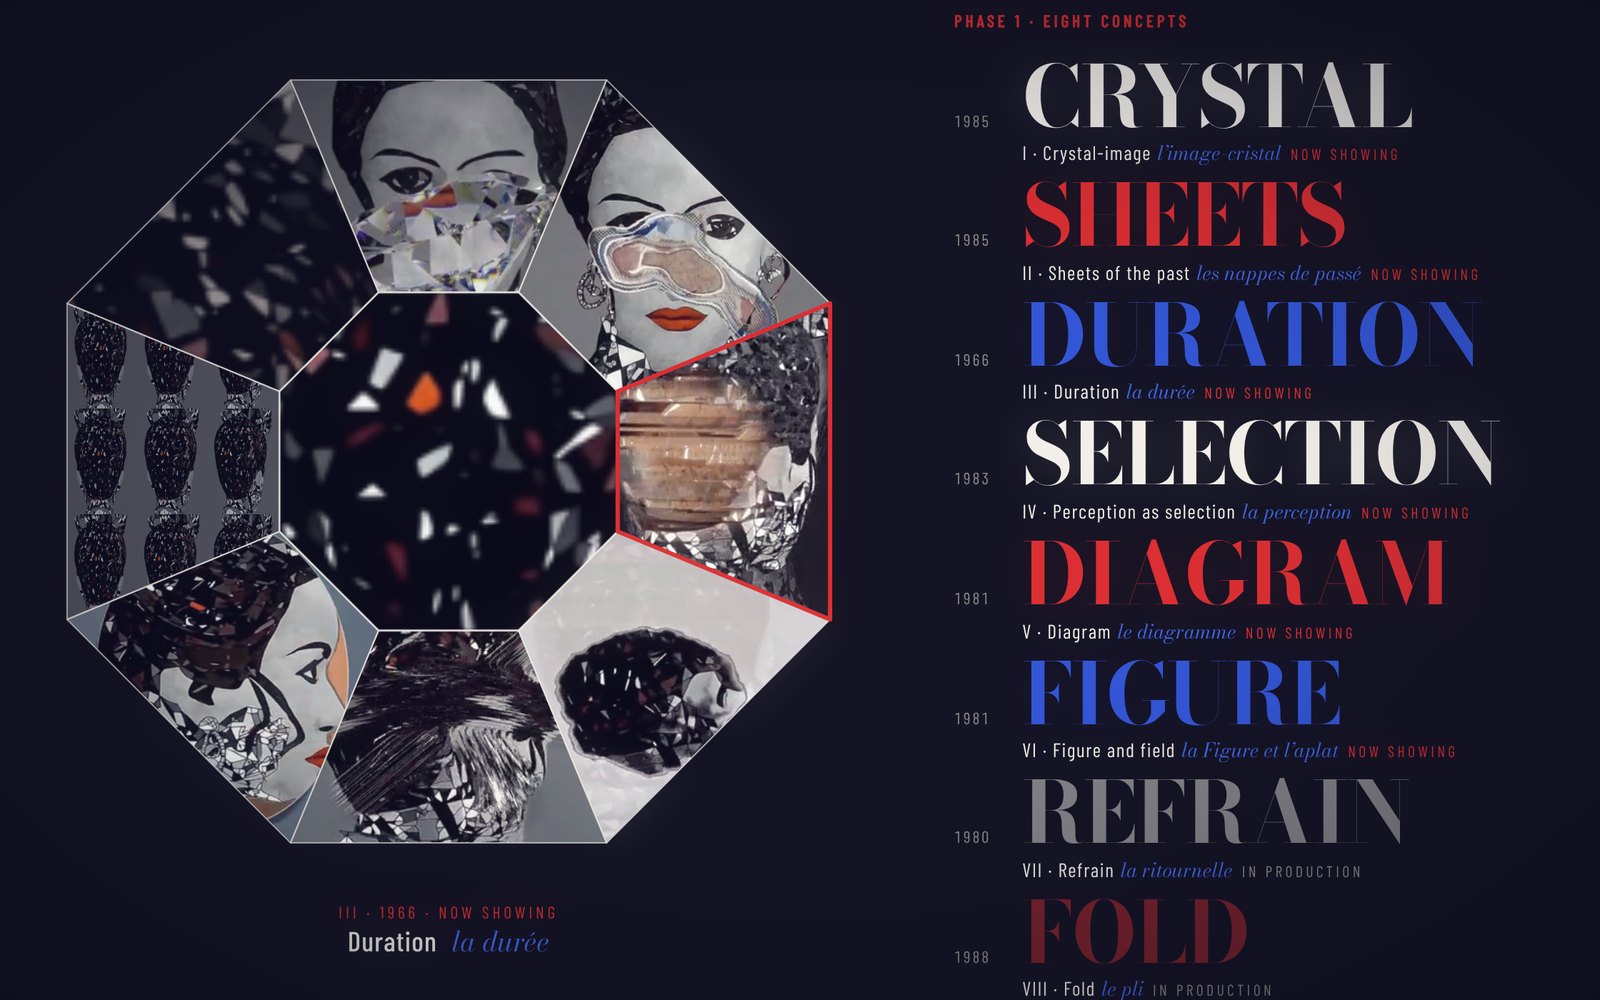 PHASE 1 · EIGHT CONCEPTS
1985 CRYSTAL
I · Crystal-image l'image-cristal NOW SHOWING
1985 SHEETS
II · Sheets of the past les nappes de passé NOW SHOWING
1966 DURATION
III · Duration la durée NOW SHOWING
1983 SELECTION
IV · Perception as selection la perception NOW SHOWING
1981 DIAGRAM
V · Diagram le diagramme NOW SHOWING
1981 FIGURE
VI · Figure and field la Figure et l'aplat NOW SHOWING
1980 REFRAIN
VII · Refrain la ritournelle IN PRODUCTION
1988 FOLD
VIII · Fold le pli IN PRODUCTION
III · 1966 · NOW SHOWING
Duration la durée